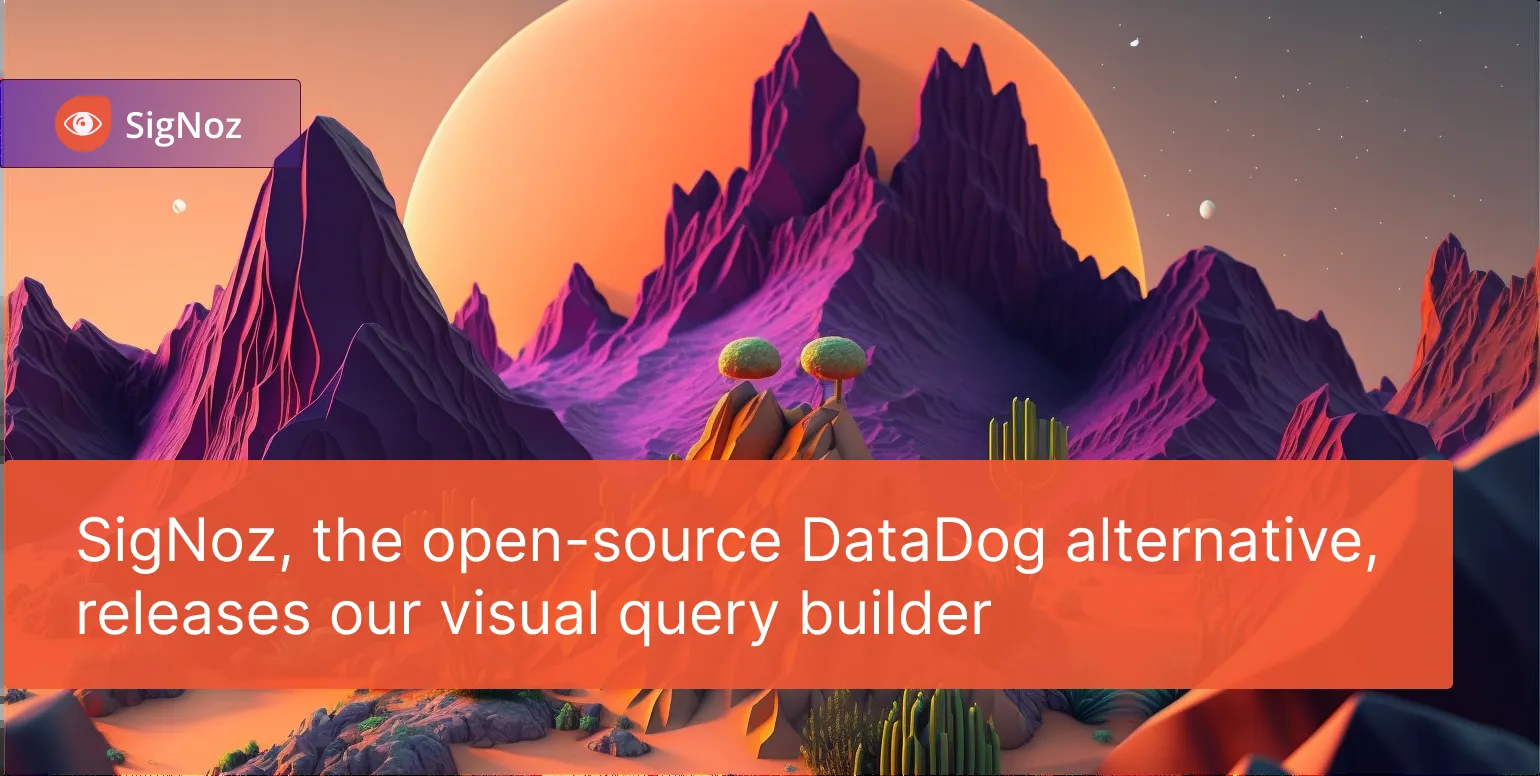 SigNoz
SigNoz, the open-source DataDog alternative,
releases our visual query builder